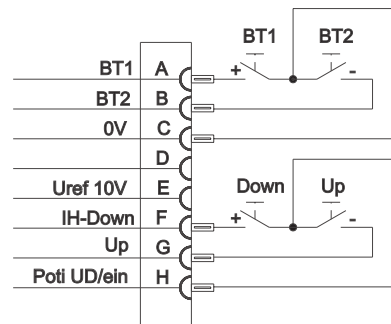 BT1 BT2
BT1 A + -
BT2 B
0V C
D
Uref 10V E Down Up
IH-Down F + -
Up G
Poti UD/ein H